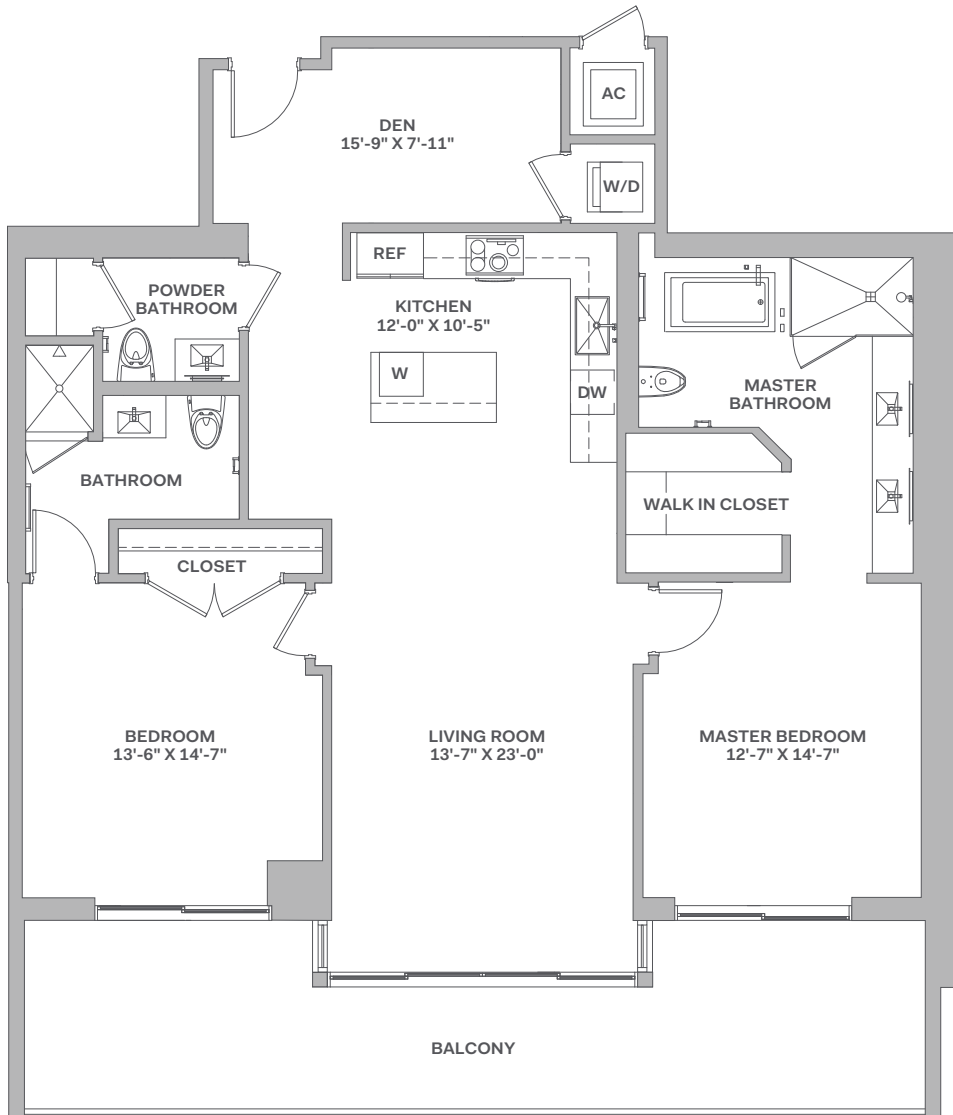 AC
DEN
15'-9" X 7'-11"
W/D
REF
POWDER
BATHROOM
KITCHEN
12'-0" X 10'-5"
W
DW
MASTER
BATHROOM
BATHROOM
WALK IN CLOSET
CLOSET
BEDROOM
13'-6" X 14'-7"
LIVING ROOM
13'-7" X 23'-0"
MASTER BEDROOM
12'-7" X 14'-7"
BALCONY